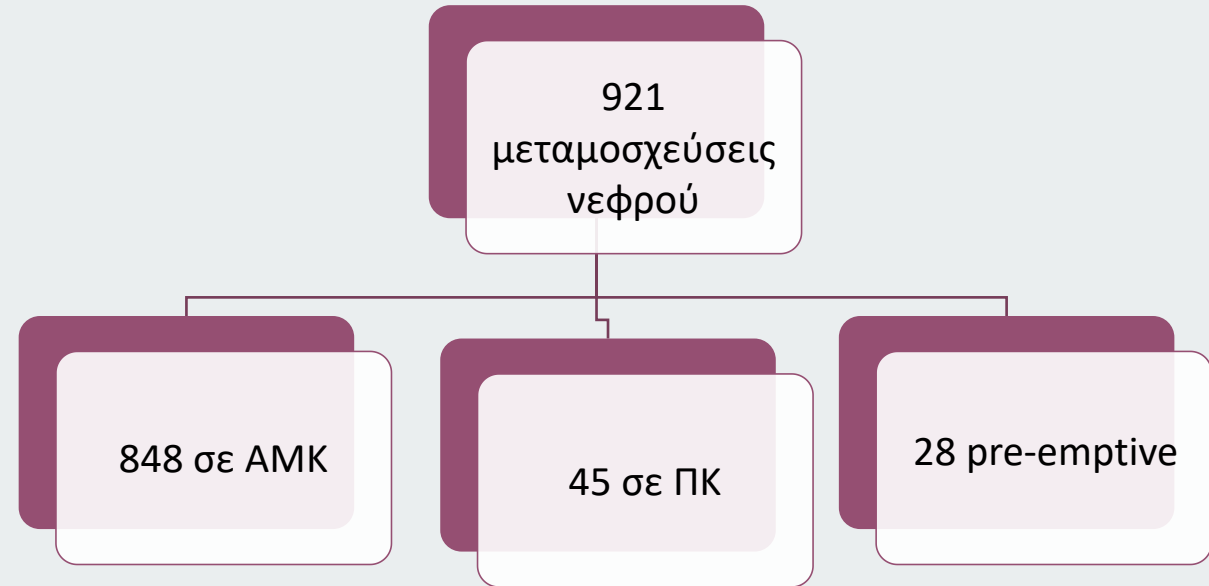 921
μεταμοσχεύσεις
νεφρού
848 σε ΑΜΚ
45 σε ΠΚ
28 pre-emptive